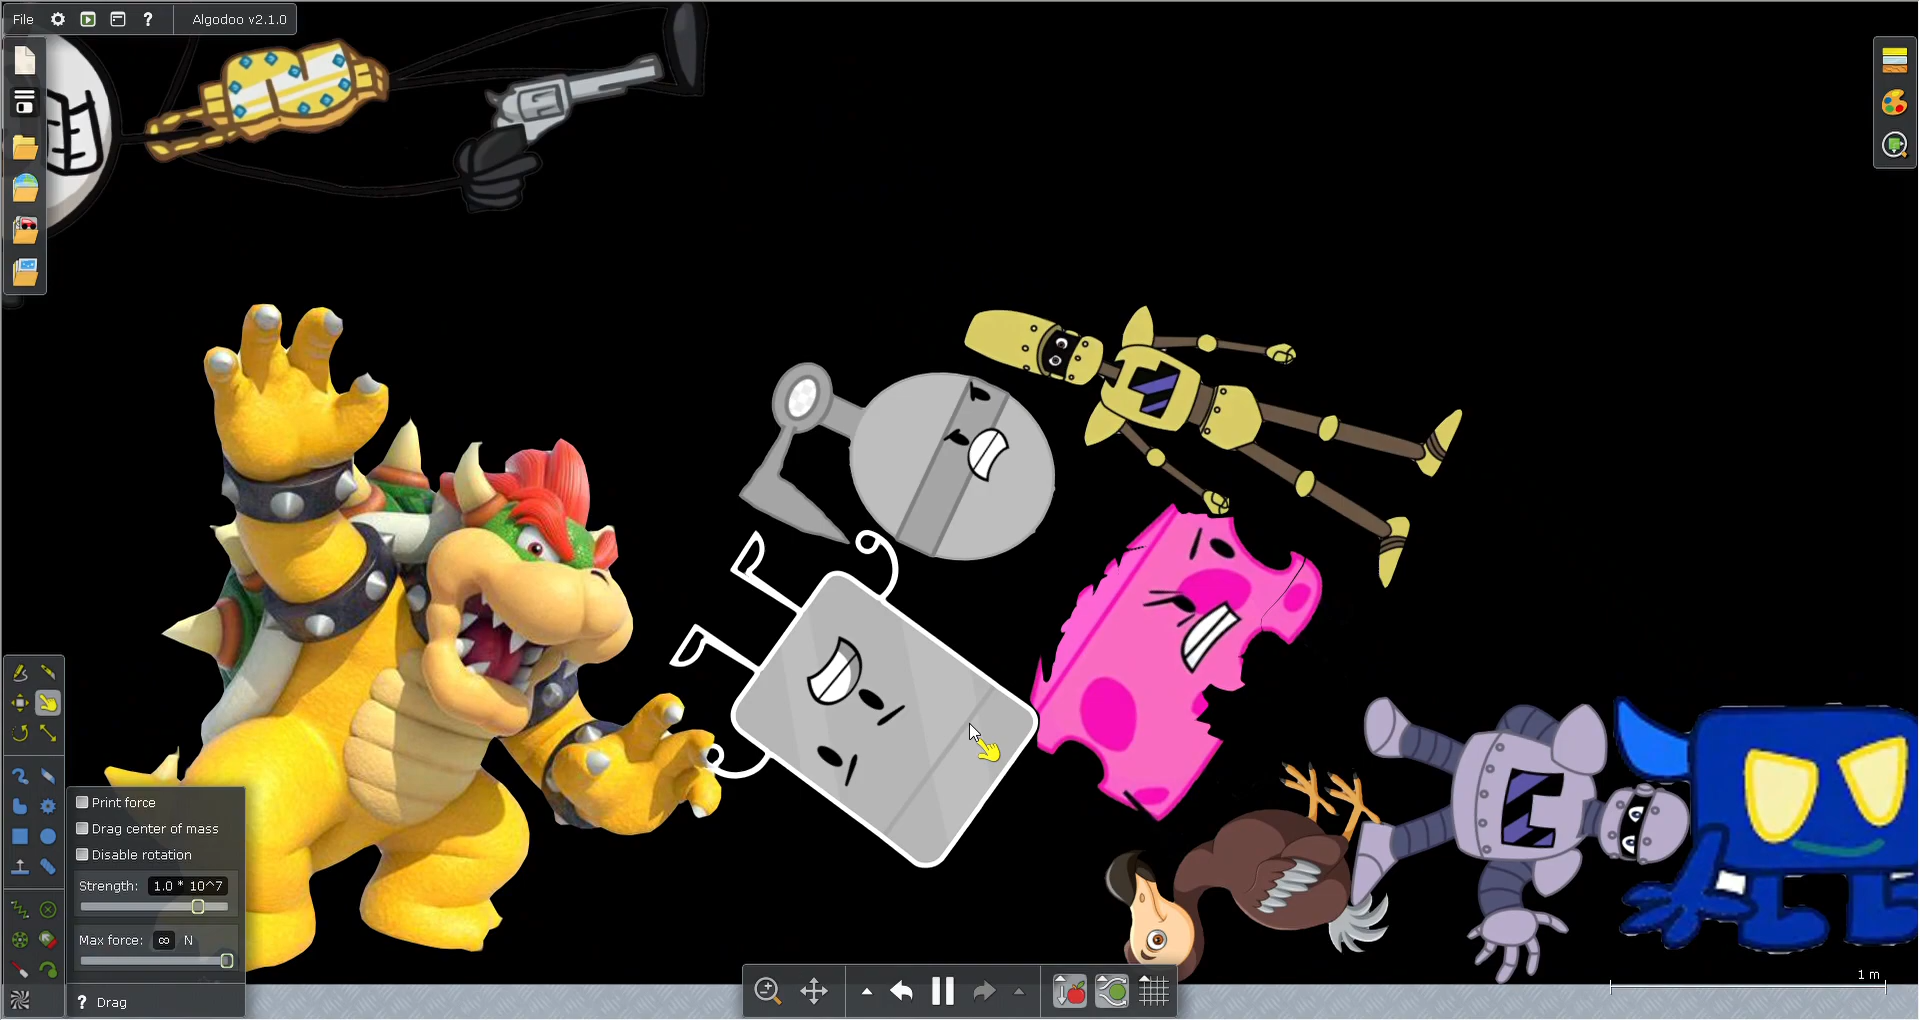 File
?
Algodoo v2.1.0
Print force
Drag center of mass
Disable rotation
Strength: 1.0 * 10^7
Max force: ∞ N
? Drag
1 m